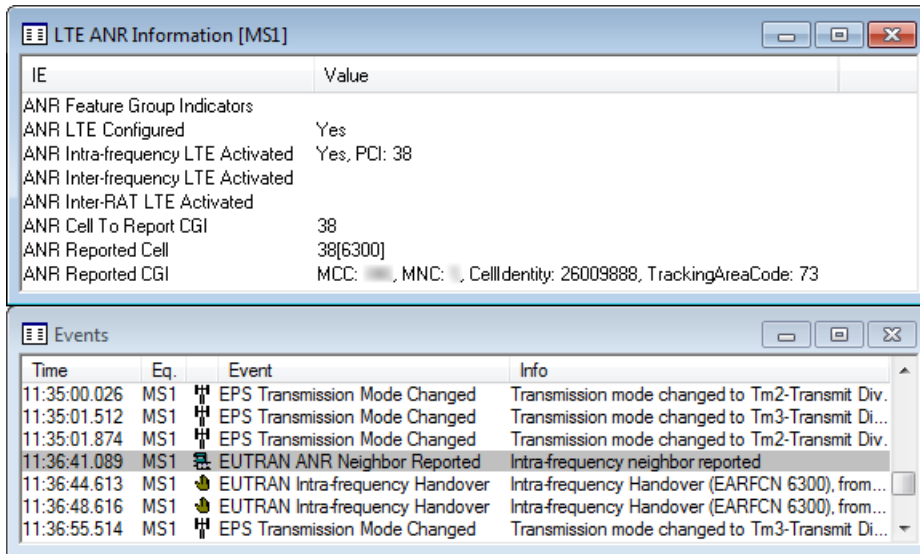 LTE ANR Information [MS1]
IE Value
ANR Feature Group Indicators
ANR LTE Configured Yes
ANR Intra-frequency LTE Activated Yes, PCI: 38
ANR Inter-frequency LTE Activated
ANR Inter-RAT LTE Activated
ANR Cell To Report CGI 38
ANR Reported Cell 38[6300]
ANR Reported CGI MCC: , MNC: , CellIdentity: 26009888, TrackingAreaCode: 73
Events
Time Eq. Event Info
11:35:00.026 MS1 EPS Transmission Mode Changed Transmission mode changed to Tm2-Transmit Div.
11:35:01.512 MS1 EPS Transmission Mode Changed Transmission mode changed to Tm3-Transmit Di...
11:35:01.874 MS1 EPS Transmission Mode Changed Transmission mode changed to Tm2-Transmit Div.
11:36:41.089 MS1 EUTRAN ANR Neighbor Reported Intra-frequency neighbor reported
11:36:44.613 MS1 EUTRAN Intra-frequency Handover Intra-frequency Handover (EARFCN 6300), from...
11:36:48.616 MS1 EUTRAN Intra-frequency Handover Intra-frequency Handover (EARFCN 6300), from...
11:36:55.514 MS1 EPS Transmission Mode Changed Transmission mode changed to Tm3-Transmit Di...